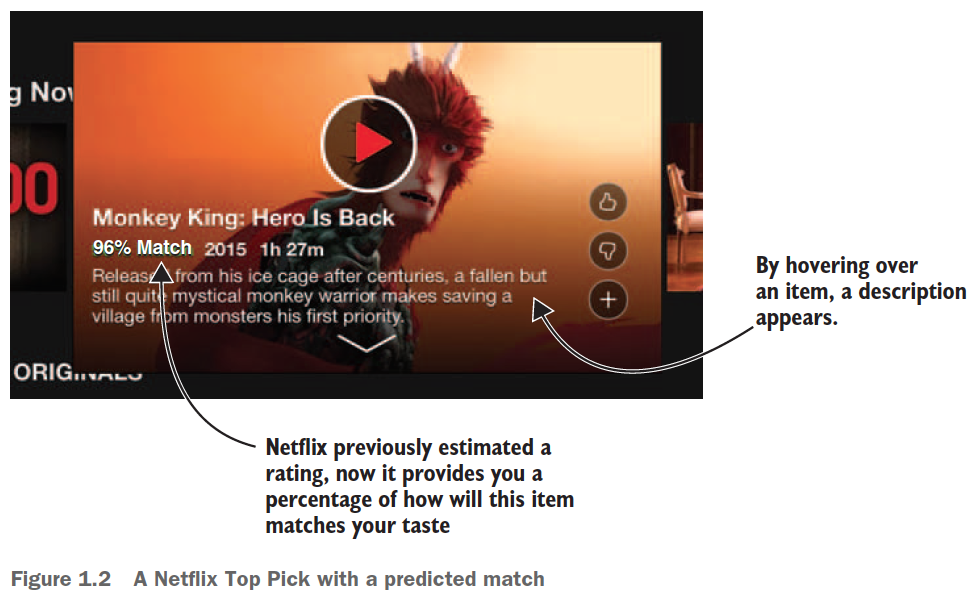 g Nov
00
Monkey King: Hero Is Back
96% Match 2015 1h 27m
Release from his ice cage after centuries, a fallen but
still quite mystical monkey warrior makes saving a
village from monsters his first priority.
ORIGINALS
By hovering over
an item, a description
appears.
Netflix previously estimated a
rating, now it provides you a
percentage of how will this item
matches your taste
Figure 1.2 A Netflix Top Pick with a predicted match